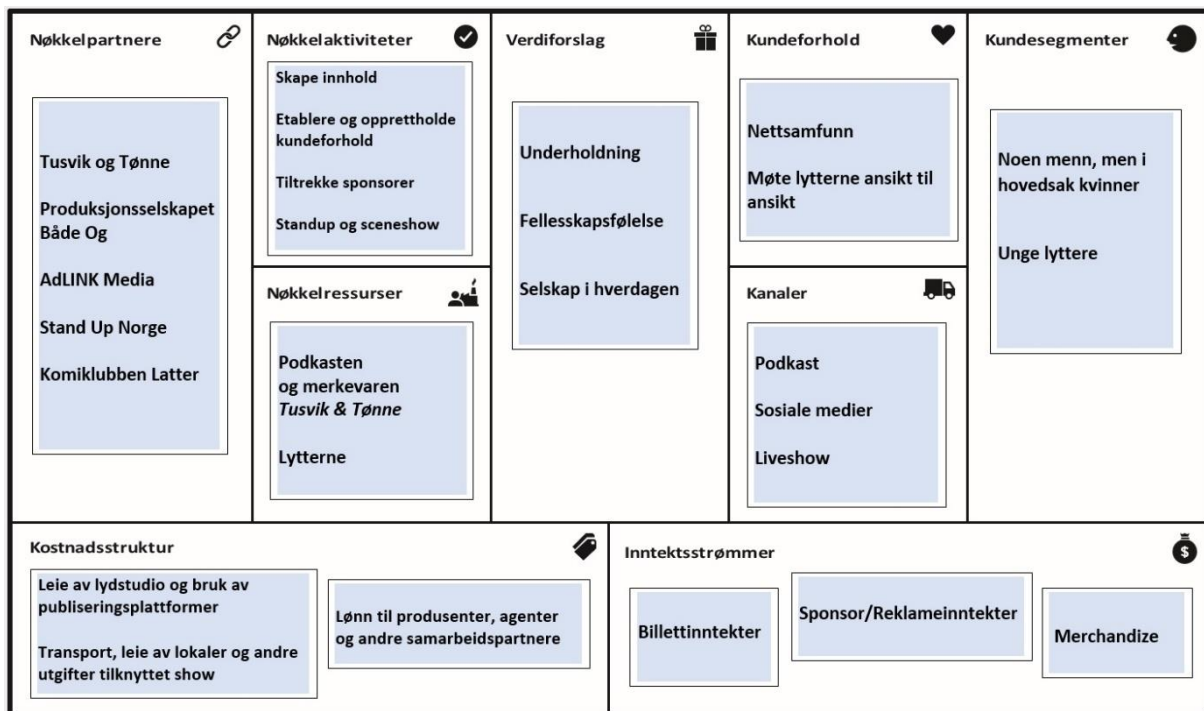 Nøkkelpartnere
Tusvik og Tønne
Produksjonsselskapet
Både Og
AdLINK Media
Stand Up Norge
Komiklubben Latter
Nøkkelaktiviteter
Skape innhold
Etablere og opprettholde
kundeforhold
Tiltrekke sponsorer
Standup og sceneshow
Nøkkelressurser
Podkasten
og merkevaren
Tusvik & Tønne
Lytterne
Verdiforslag
Underholdning
Fellesskapsfølelse
Selskap i hverdagen
Kundeforhold
Nettsamfunn
Møte lytterne ansikt til
ansikt
Kanaler
Podkast
Sosiale medier
Liveshow
Kundesegmenter
Noen menn, men i
hovedsak kvinner
Unge lyttere
Kostnadsstruktur
Leie av lydstudio og bruk av
publiseringsplattformer
Transport, leie av lokaler og andre
utgifter tilknyttet show
Lønn til produsenter, agenter
og andre samarbeidspartnere
Inntektsstrømmer
$
Billettinntekter
Sponsor/Reklameinntekter
Merchandize